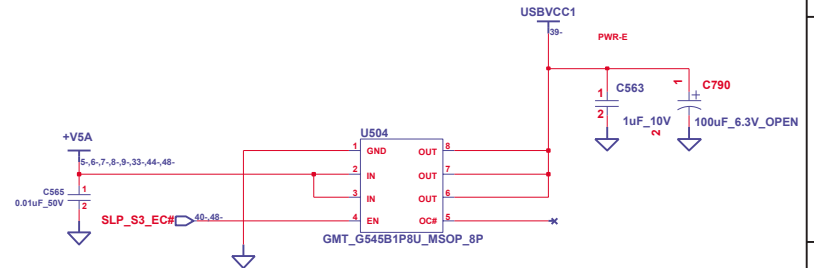 USBVCC1
39-
PWR-E
1 C563
2
1uF_10V
1 C790
+
2
100uF_6.3V_OPEN
+V5A
5-,6-,7-,8-,9-,33-,44-,48-
C565 1
0.01uF_50V 2
U504
1 GND OUT 8
2 IN OUT 7
3 IN OUT 6
4 EN OC# 5
SLP_S3_EC# 40-,48-
GMT_G545B1P8U_MSOP_8P